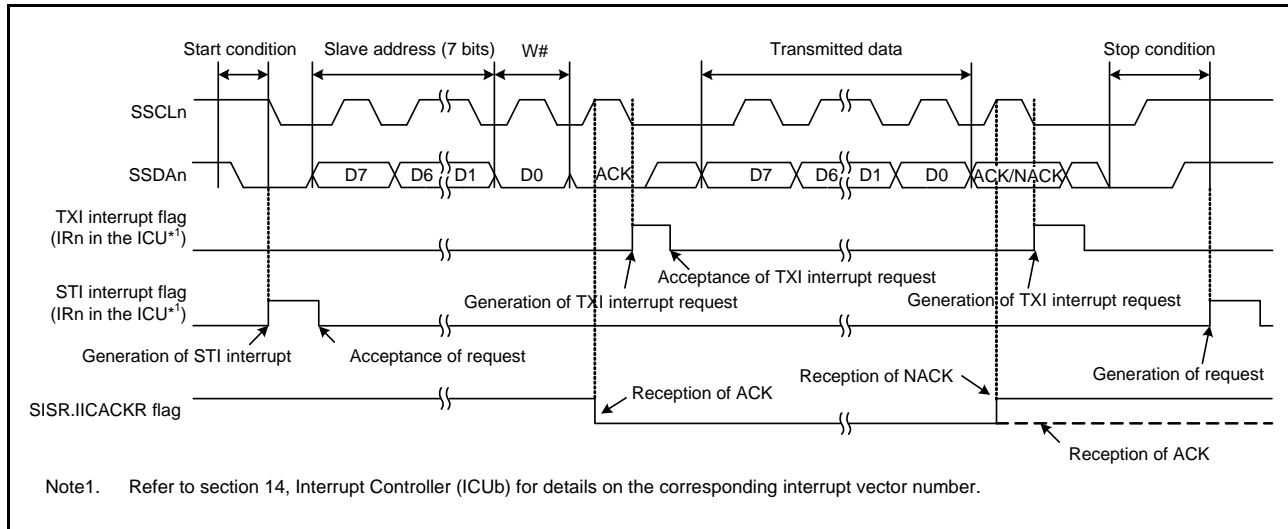 Start condition
Slave address (7 bits)
W#
Transmitted data
Stop condition
SSCLn
SSDAn
D7
D6
D1
D0
ACK
D7
D6
D1
D0
ACK/NACK
TXI interrupt flag
(IRn in the ICU*1)
Acceptance of TXI interrupt request
Generation of TXI interrupt request
Generation of TXI interrupt request
STI interrupt flag
(IRn in the ICU*1)
Generation of STI interrupt
Acceptance of request
Generation of request
SISR.IICACKR flag
Reception of ACK
Reception of NACK
Reception of ACK
Note1. Refer to section 14, Interrupt Controller (ICUb) for details on the corresponding interrupt vector number.